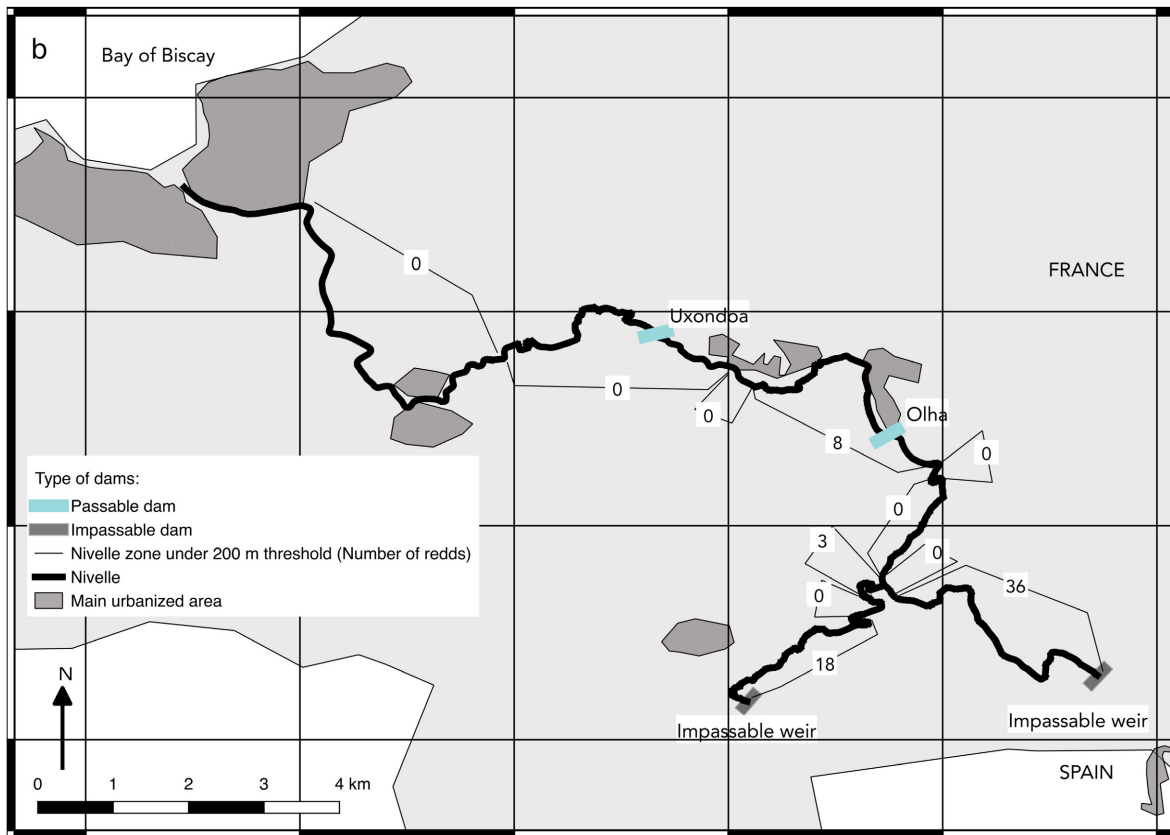 b
Bay of Biscay
0
FRANCE
Uxondoa
0
0
Olha
8
0
0
3
0
0
36
18
Impassable weir
Impassable weir
SPAIN
Type of dams:
Passable dam
Impassable dam
Nivelle zone under 200 m threshold (Number of redds)
Nivelle
Main urbanized area
N
0 1 2 3 4 km